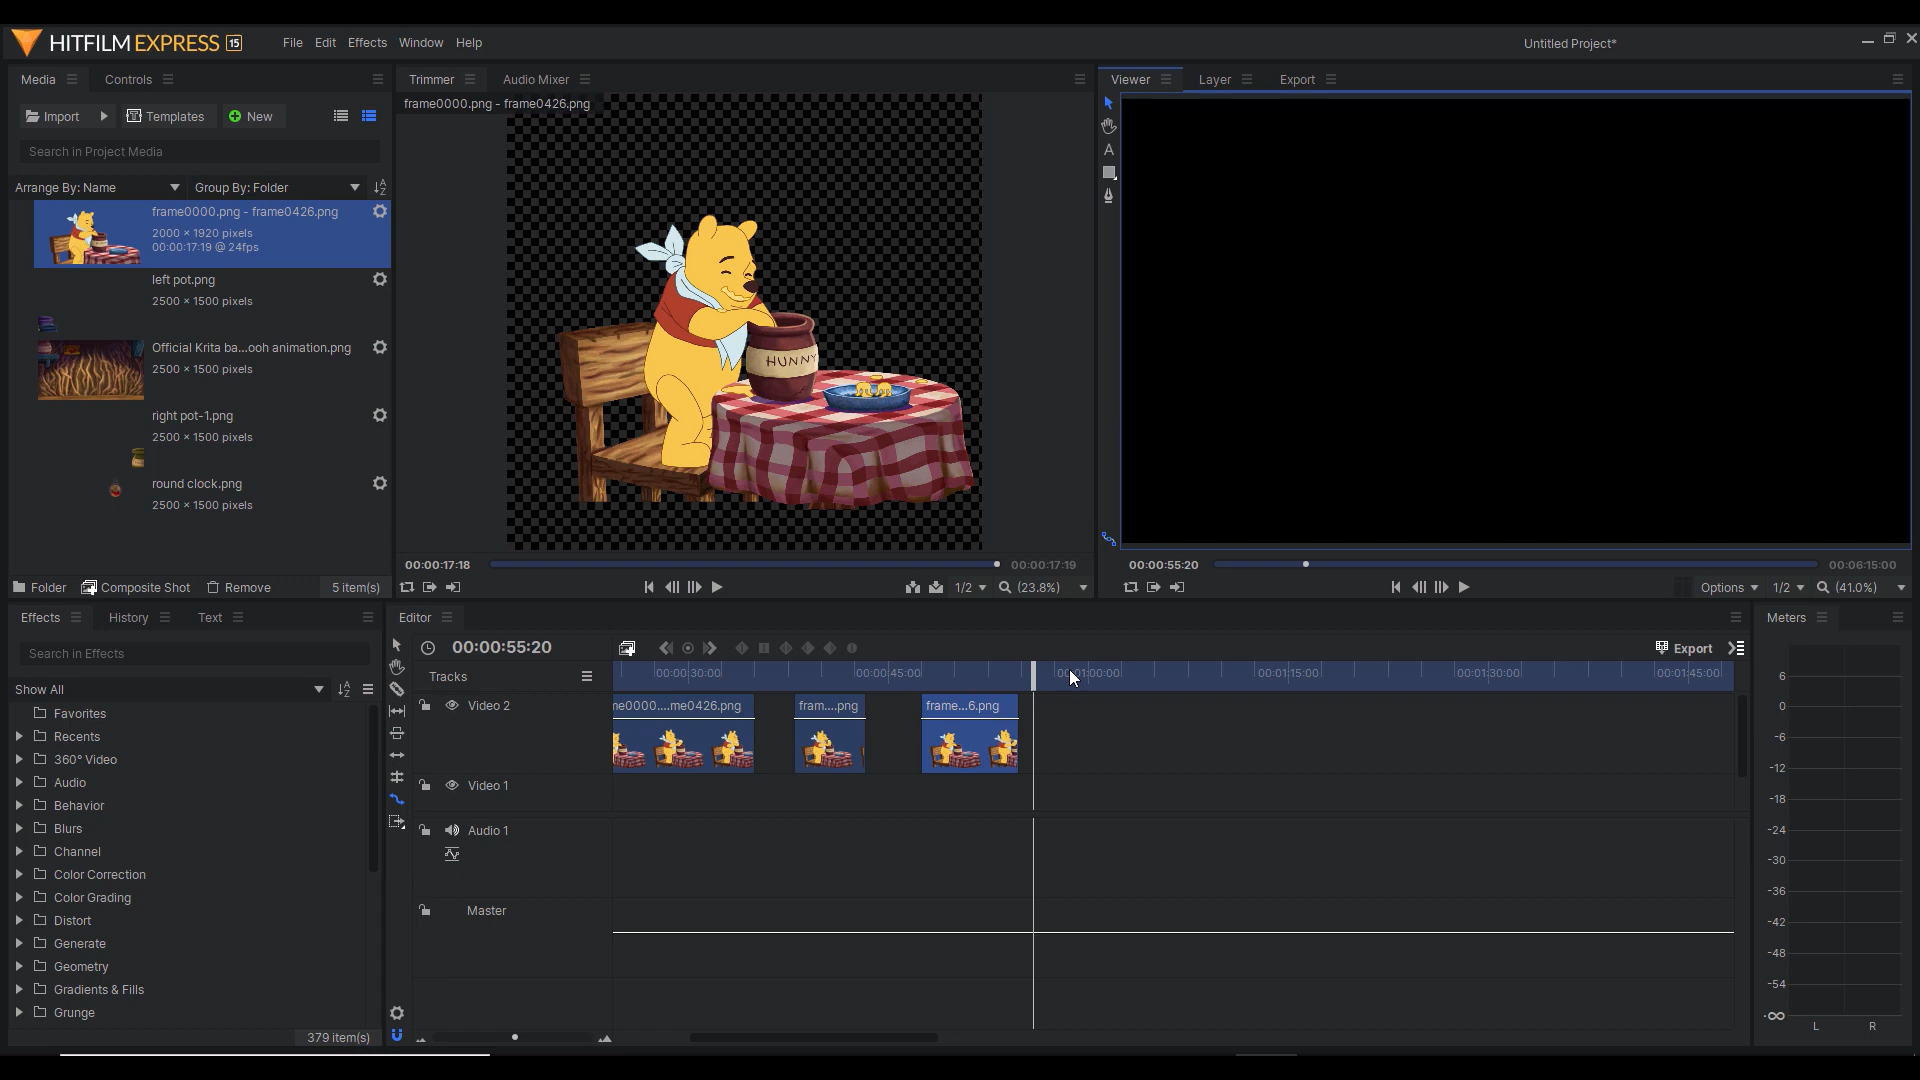 HITFILM EXPRESS 15
File Edit Effects Window Help
Untitled Project*
Media
Controls
Import
Templates
New
Search in Project Media
Arrange By: Name
Group By: Folder
frame0000.png - frame0426.png
2000 × 1920 pixels
00:00:17:19 @ 24fps
left pot.png
2500 × 1500 pixels
Official Krita ba...ooh animation.png
2500 × 1500 pixels
right pot-1.png
2500 × 1500 pixels
round clock.png
2500 × 1500 pixels
Folder
Composite Shot
Remove
5 item(s)
Trimmer
Audio Mixer
frame0000.png - frame0426.png
HUNNY
00:00:17:18
00:00:17:19
1/2
(23.8%)
Viewer
Layer
Export
A
00:00:55:20
00:06:15:00
Options
1/2
(41.0%)
Effects
History
Text
Search in Effects
Show All
Favorites
Recents
360° Video
Audio
Behavior
Blurs
Channel
Color Correction
Color Grading
Distort
Generate
Geometry
Gradients & Fills
Grunge
379 item(s)
Editor
00:00:55:20
Export
Tracks
00:00:30:00 00:00:45:00 00:01:00:00 00:01:15:00 00:01:30:00 00:01:45:00
Video 2
ne0000....me0426.png
fram....png
frame...6.png
Video 1
Audio 1
Master
Meters
6
0
-6
-12
-18
-24
-30
-36
-42
-48
-54
-∞
L
R